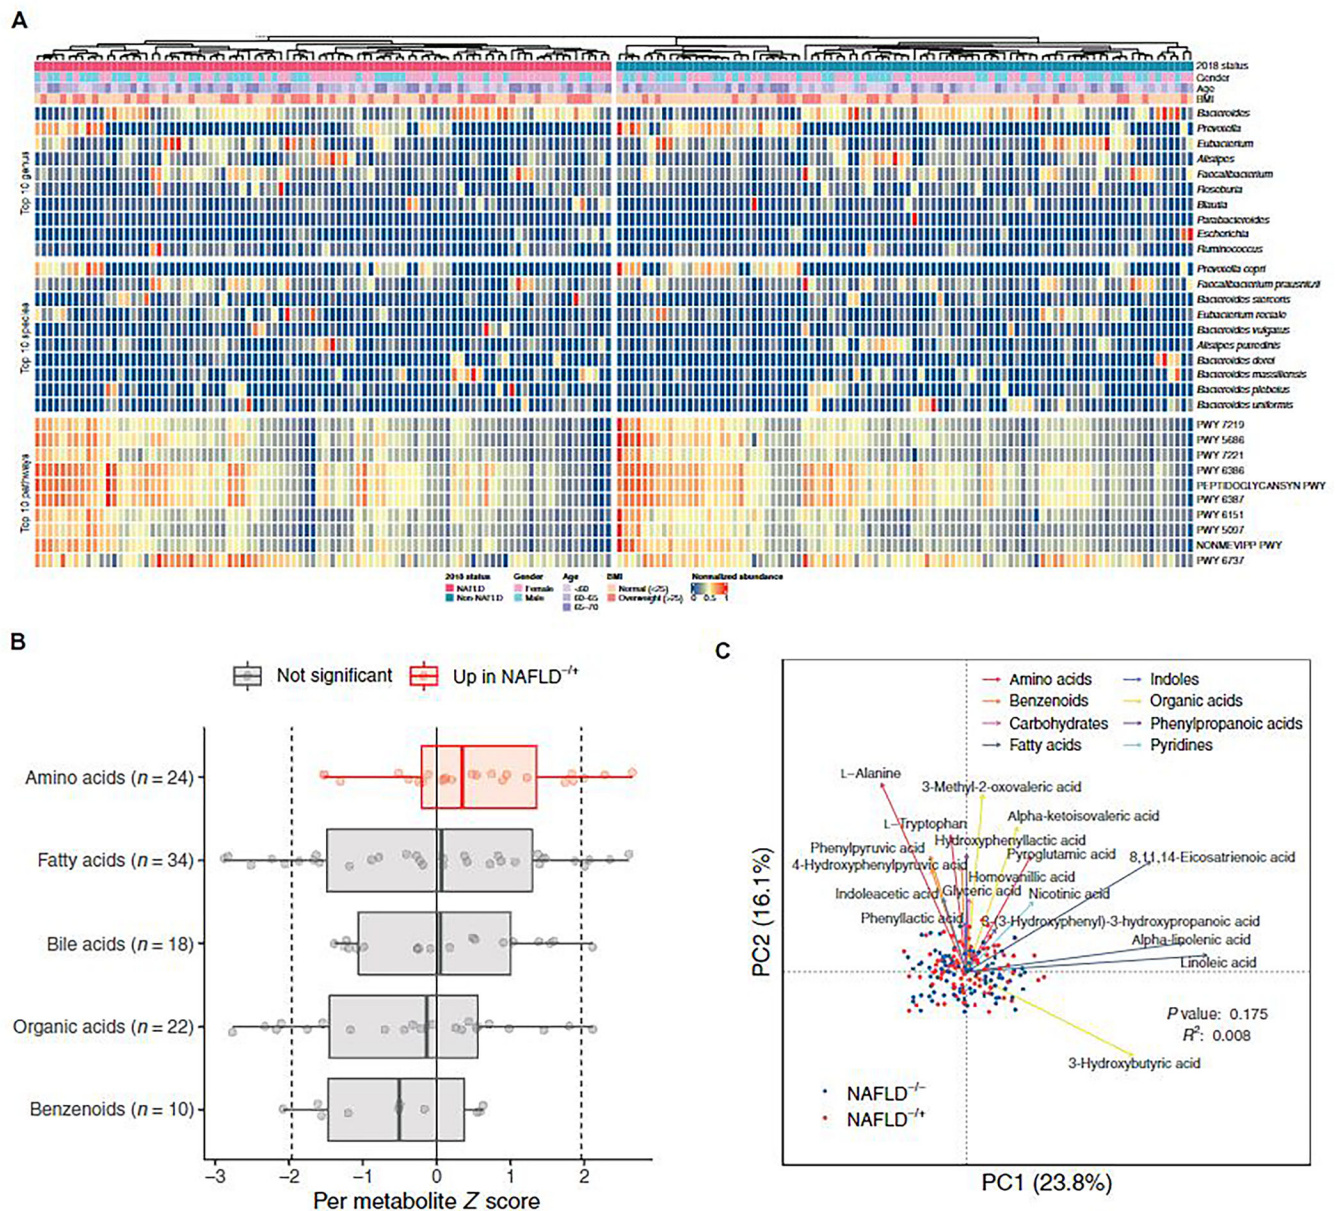 A
2018 status
Gender
Age
BMI
Bacteroides
Prevotella
Eubacterium
Alistipes
Faecalibacterium
Roseburia
Blautia
Parabacteroides
Escherichia
Ruminococcus
Top 10 genus
Prevotella copri
Faecalibacterium prausnitzii
Bacteroides stercoris
Eubacterium rectale
Bacteroides vulgatus
Alistipes putredinis
Bacteroides dorei
Bacteroides massiliensis
Bacteroides plebeius
Bacteroides uniformis
Top 10 species
PWY 7219
PWY 5686
PWY 7221
PWY 6386
PEPTIDOGLYCANSYN PWY
PWY 6387
PWY 6151
PWY 5097
NONMEVIPP PWY
PWY 6737
Top 10 pathways
2018 status
NAFLD
Non-NAFLD
Gender
Female
Male
Age
<60
60–65
65–70
BMI
Normal (<25)
Overweight (>25)
Normalized abundance
0 0.5 1
B
Not significant
Up in NAFLD−/+
Amino acids (n = 24)
Fatty acids (n = 34)
Bile acids (n = 18)
Organic acids (n = 22)
Benzenoids (n = 10)
−3 −2 −1 0 1 2
Per metabolite Z score
C
Amino acids
Benzenoids
Carbohydrates
Fatty acids
Indoles
Organic acids
Phenylpropanoic acids
Pyridines
L−Alanine
3-Methyl-2-oxovaleric acid
Alpha-ketoisovaleric acid
L−Tryptophan
Hydroxyphenyllactic acid
Phenylpyruvic acid
Pyroglutamic acid
8,11,14-Eicosatrienoic acid
4-Hydroxyphenylpyruvic acid
Homovanillic acid
Indoleacetic acid
Glyceric acid
Nicotinic acid
Phenyllactic acid
3-(3-Hydroxyphenyl)-3-hydroxypropanoic acid
Alpha-lipolenic acid
Linoleic acid
P value: 0.175
R2: 0.008
3-Hydroxybutyric acid
NAFLD−/−
NAFLD−/+
PC2 (16.1%)
PC1 (23.8%)